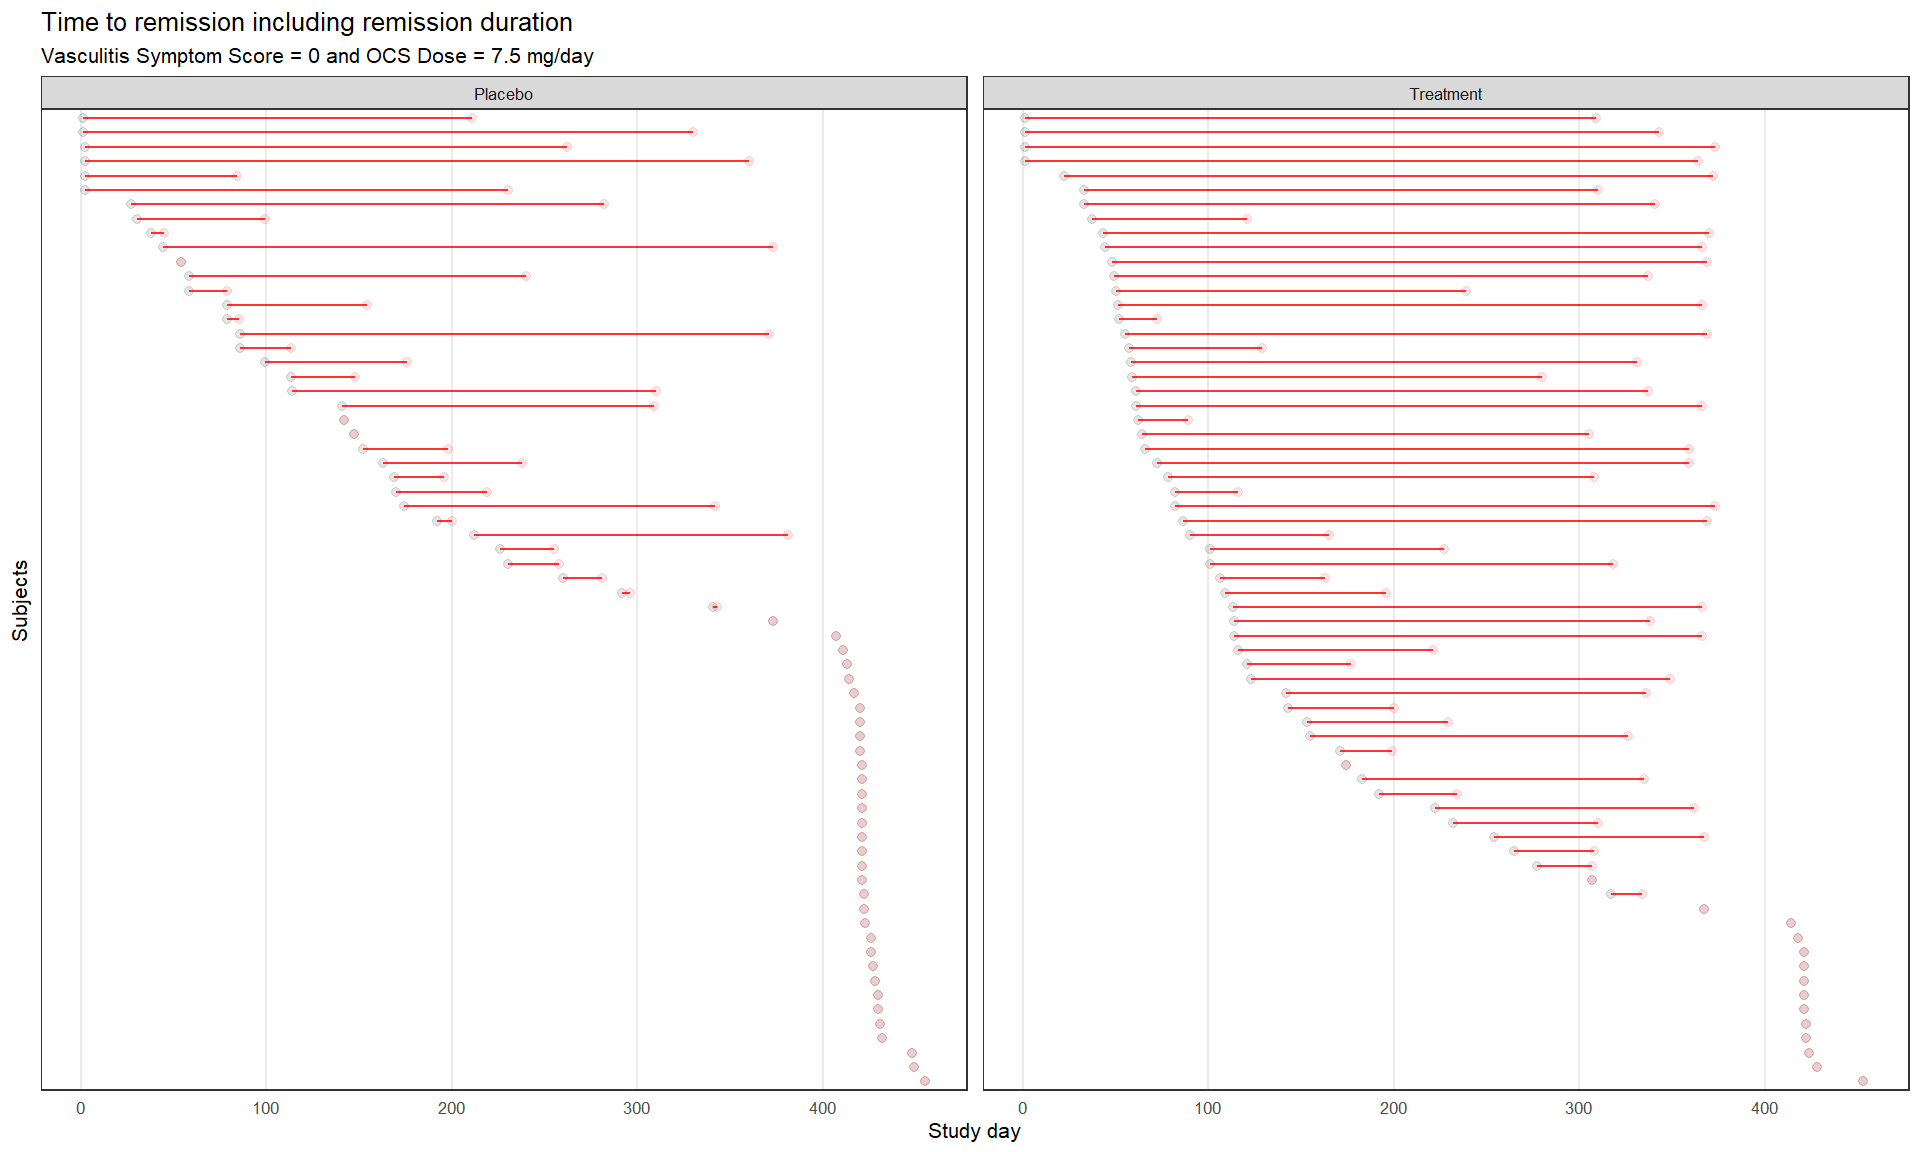 Time to remission including remission duration
Vasculitis Symptom Score = 0 and OCS Dose = 7.5 mg/day
Placebo
Treatment
Subjects
0 100 200 300 400
0 100 200 300 400
Study day